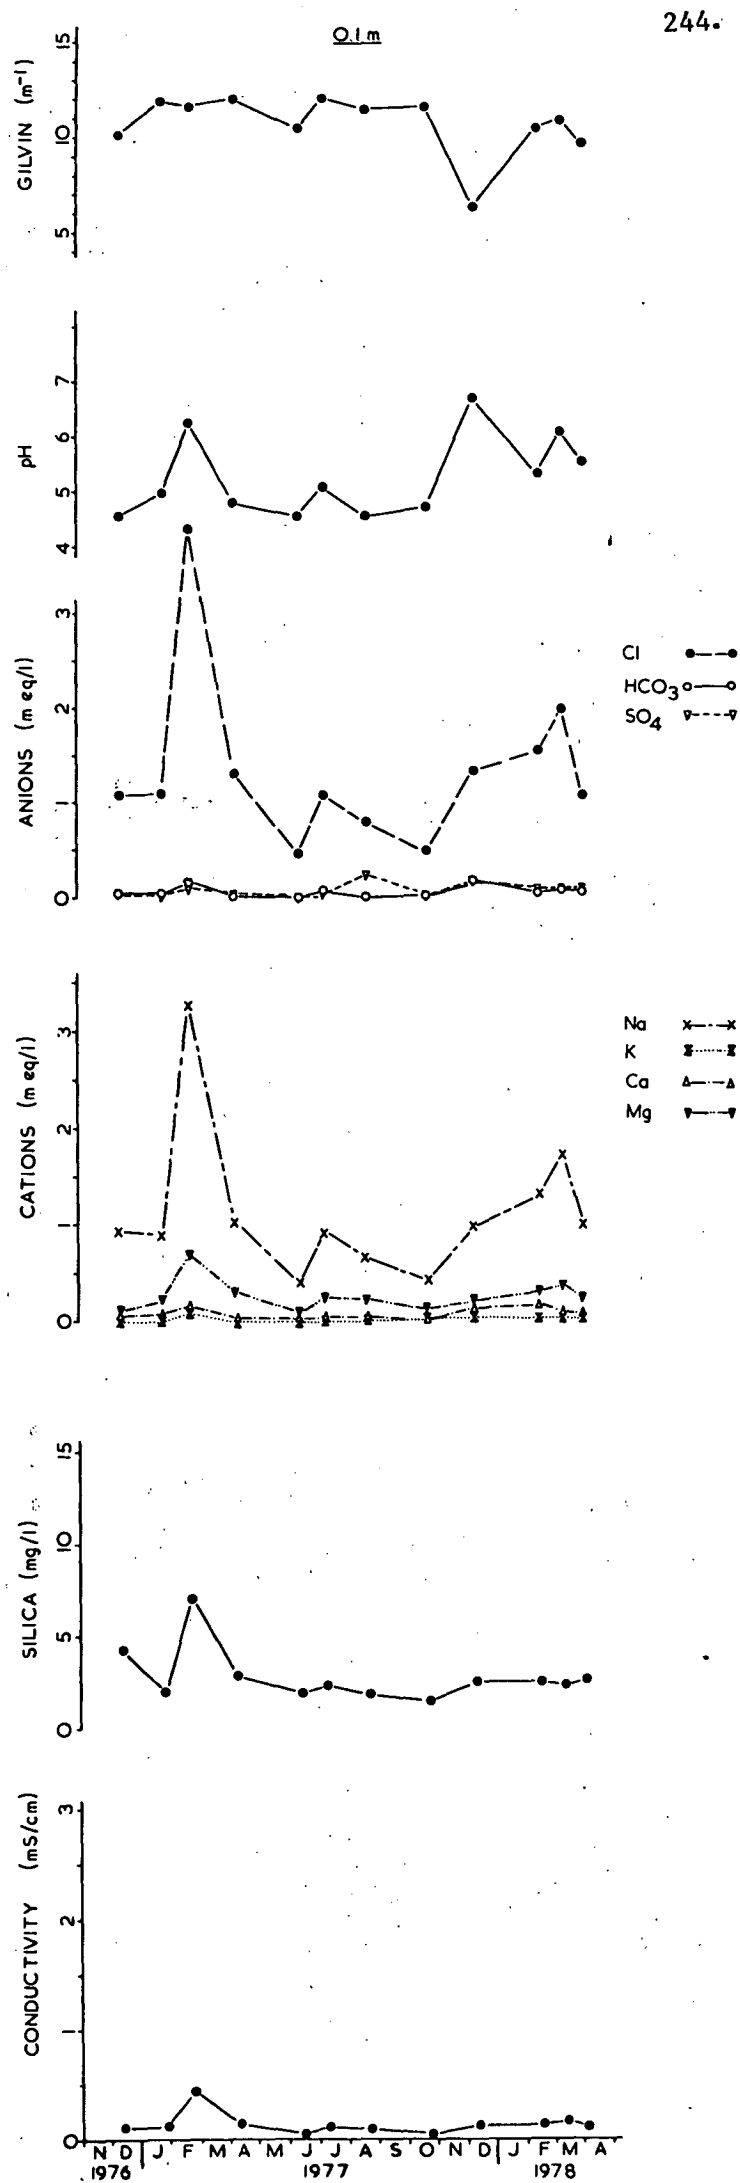 244.
0.1 m
GILVIN (m⁻¹)
15
10
5
pH
7
6
5
4
ANIONS (m eq/l)
3
2
1
0
Cl
HCO₃
SO₄
CATIONS (m eq/l)
3
2
1
0
Na
K
Ca
Mg
SILICA (mg/l)
15
10
5
0
CONDUCTIVITY (mS/cm)
3
2
1
0
N D J F M A M J J A S O N D J F M A
1976 1977 1978